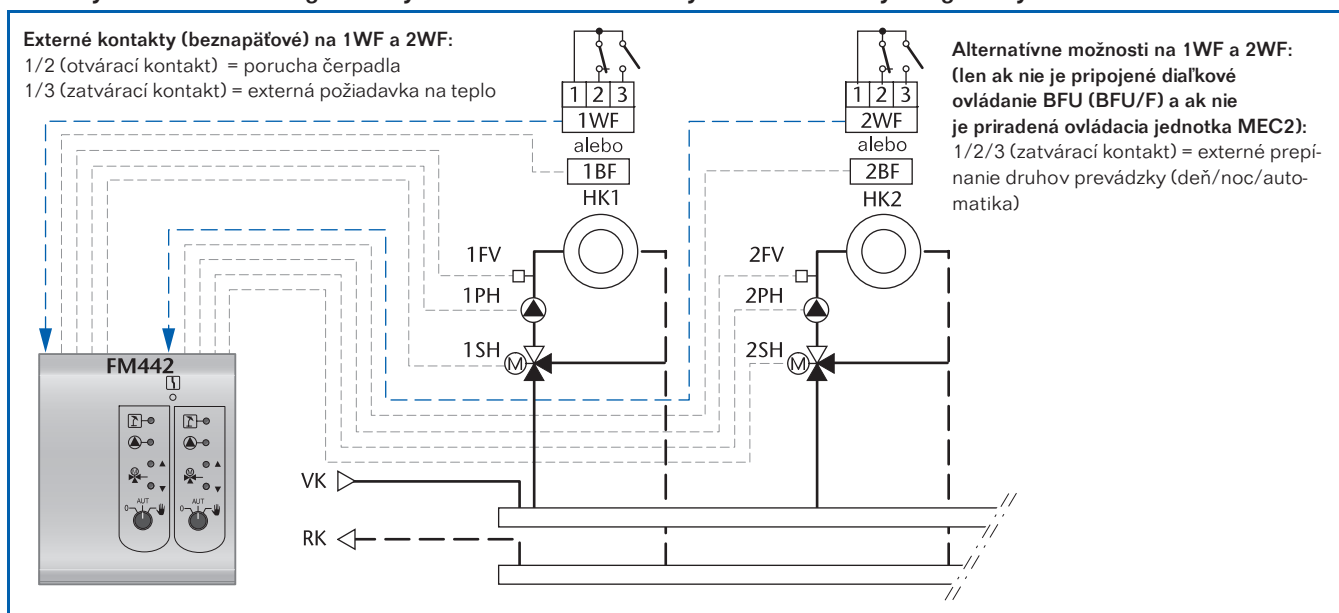 Externé kontakty (beznapäťové) na 1WF a 2WF:
1/2 (otvárací kontakt) = porucha čerpadla
1/3 (zatvárací kontakt) = externá požiadavka na teplo
1 2 3
1WF
alebo
1BF
HK1
1 2 3
2WF
alebo
2BF
HK2
Alternatívne možnosti na 1WF a 2WF:
(len ak nie je pripojené diaľkové
ovládanie BFU (BFU/F) a ak nie
je priradená ovládacia jednotka MEC2):
1/2/3 (zatvárací kontakt) = externé prepí-
nanie druhov prevádzky (deň/noc/auto-
matika)
1FV
2FV
1PH
2PH
1SH
M
2SH
M
FM442
M
M
AUT
0
AUT
0
VK
RK